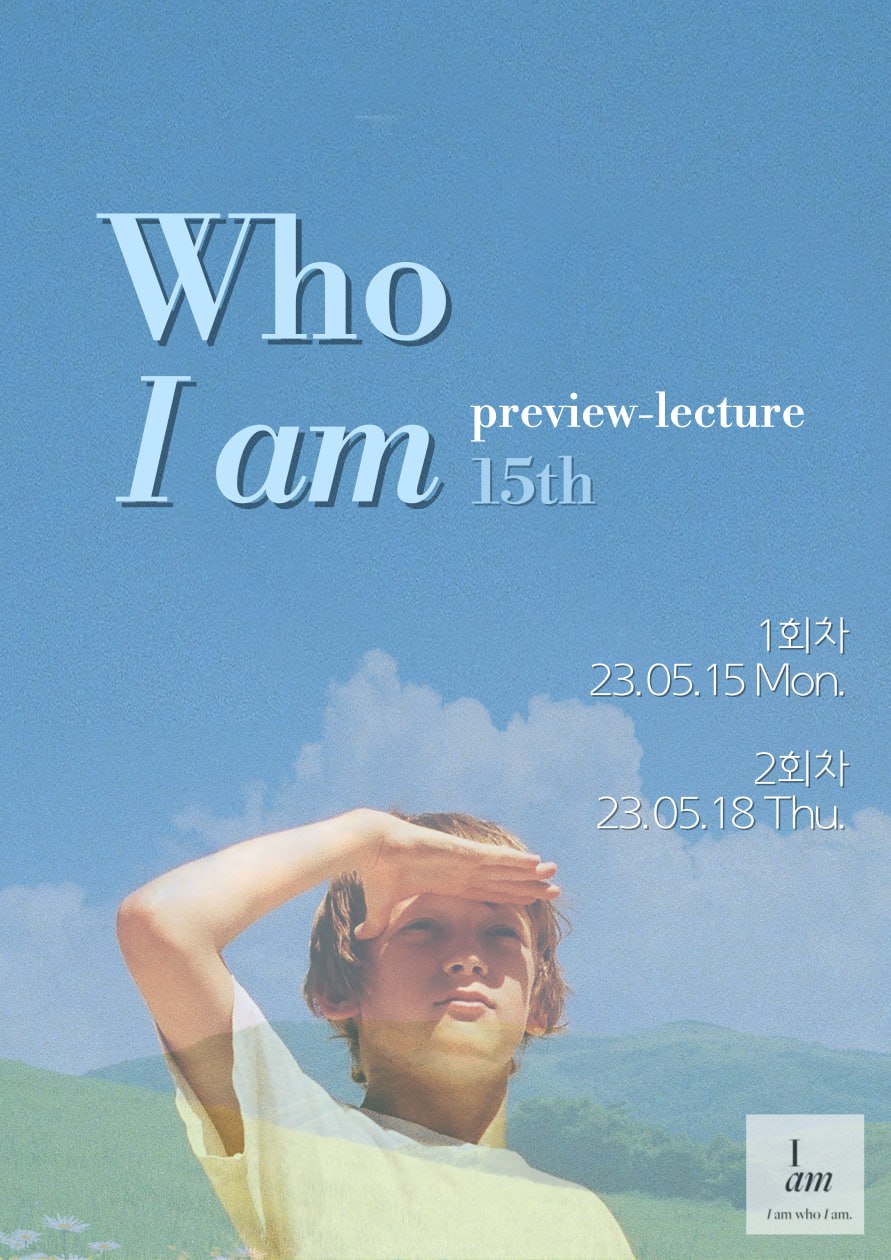 Who
I am
preview-lecture
15th
1회차
23.05.15 Mon.
2회차
23.05.18 Thu.
I
am
I am who I am.